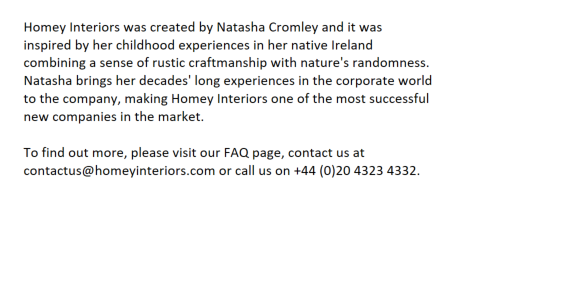 Homey Interiors was created by Natasha Cromley and it was
inspired by her childhood experiences in her native Ireland
combining a sense of rustic craftmanship with nature's randomness.
Natasha brings her decades' long experiences in the corporate world
to the company, making Homey Interiors one of the most successful
new companies in the market.

To find out more, please visit our FAQ page, contact us at
contactus@homeyinteriors.com or call us on +44 (0)20 4323 4332.